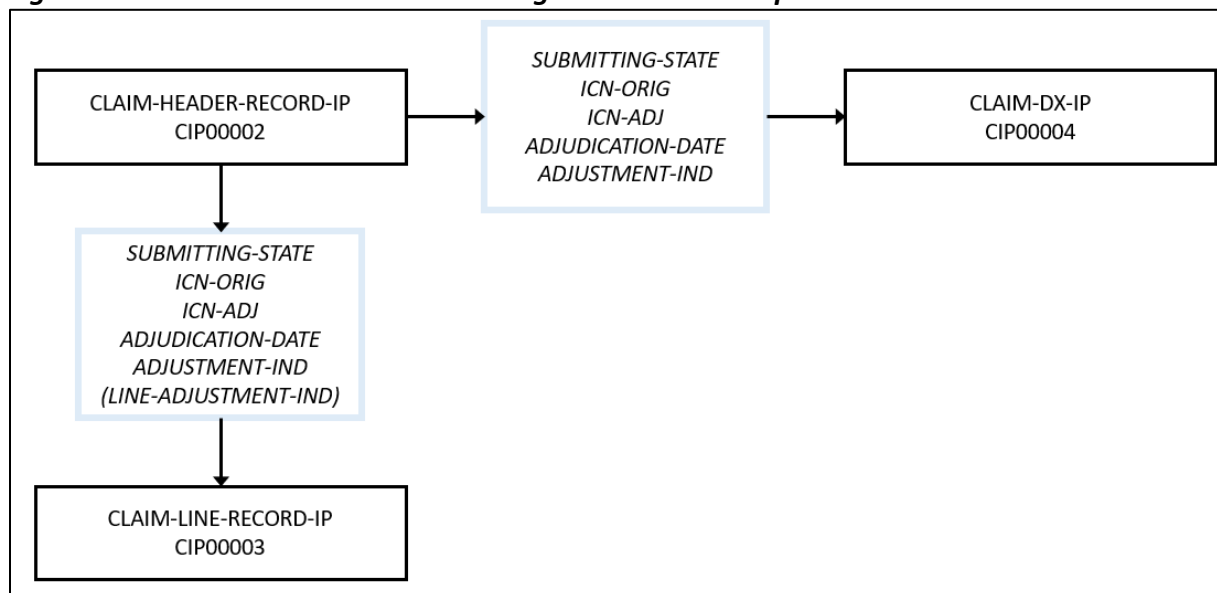 CLAIM-HEADER-RECORD-IP
CIP00002
SUBMITTING-STATE
ICN-ORIG
ICN-ADJ
ADJUDICATION-DATE
ADJUSTMENT-IND
CLAIM-DX-IP
CIP00004
SUBMITTING-STATE
ICN-ORIG
ICN-ADJ
ADJUDICATION-DATE
ADJUSTMENT-IND
(LINE-ADJUSTMENT-IND)
CLAIM-LINE-RECORD-IP
CIP00003